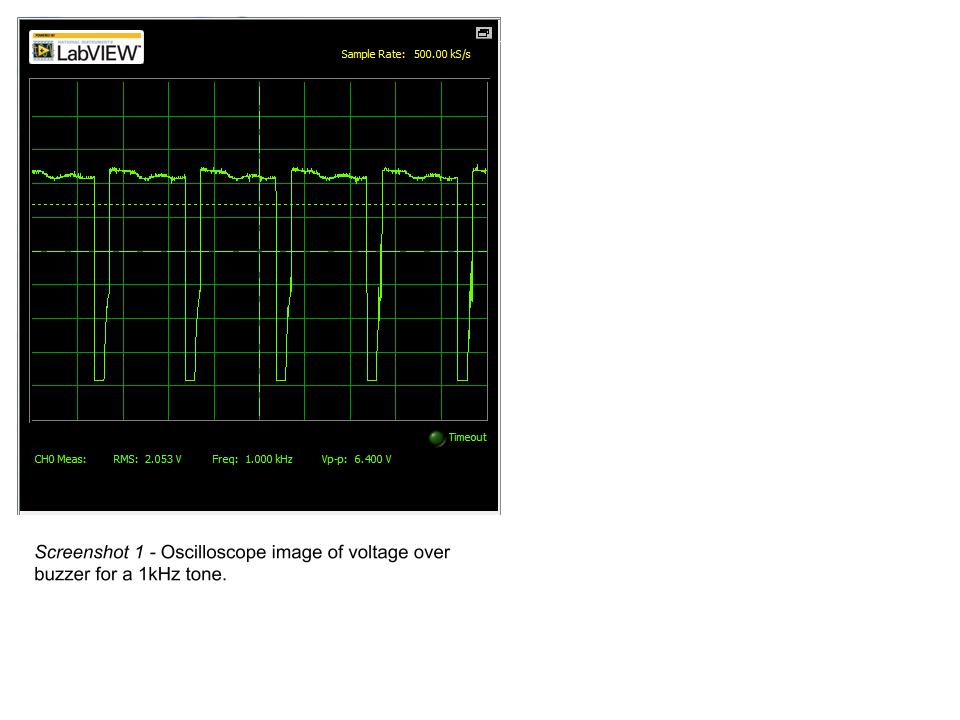 POWERED BY
NATIONAL INSTRUMENTS
LabVIEW™
Sample Rate: 500.00 kS/s
Timeout
CH0 Meas: RMS: 2.053 V Freq: 1.000 kHz Vp-p: 6.400 V
Screenshot 1 - Oscilloscope image of voltage over
buzzer for a 1kHz tone.